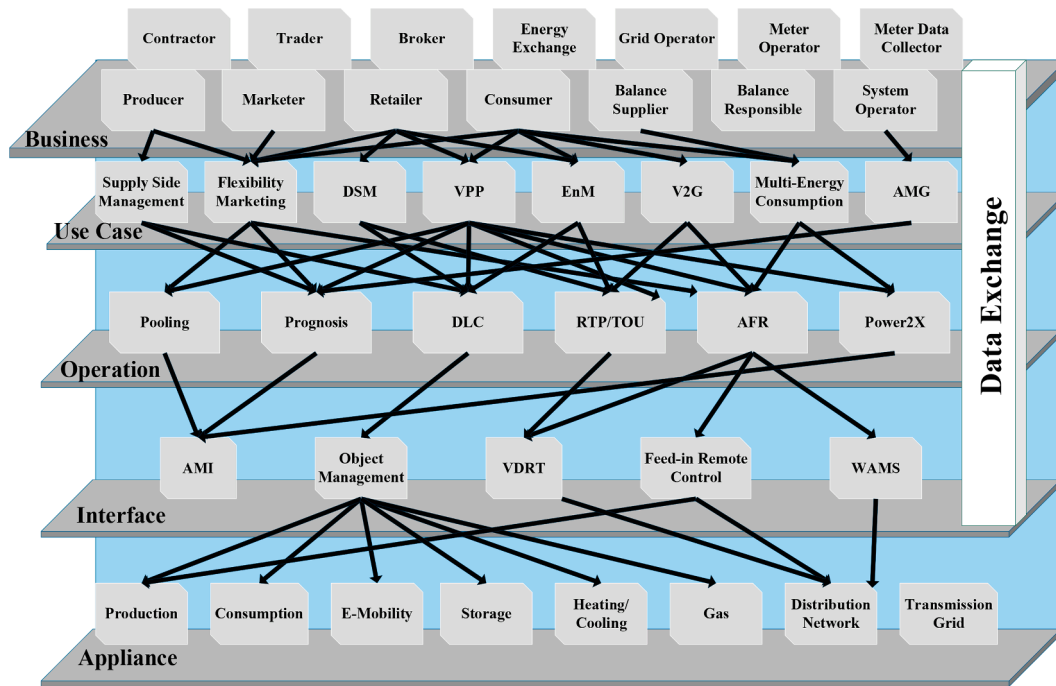 Contractor
Trader
Broker
Energy
Exchange
Grid Operator
Meter
Operator
Meter Data
Collector
Producer
Marketer
Retailer
Consumer
Balance
Supplier
Balance
Responsible
System
Operator
Business
Supply Side
Management
Flexibility
Marketing
DSM
VPP
EnM
V2G
Multi-Energy
Consumption
AMG
Use Case
Data Exchange
Pooling
Prognosis
DLC
RTP/TOU
AFR
Power2X
Operation
AMI
Object
Management
VDRT
Feed-in Remote
Control
WAMS
Interface
Production
Consumption
E-Mobility
Storage
Heating/
Cooling
Gas
Distribution
Network
Transmission
Grid
Appliance